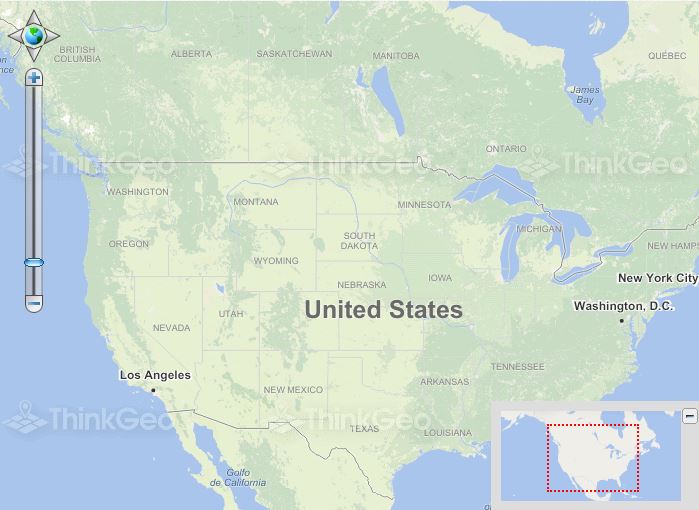 BRITISH
COLUMBIA
ALBERTA
SASKATCHEWAN
MANITOBA
QUÉBEC
on
nce
James
Bay
ONTARIO
ThinkGeo
ThinkGeo
ThinkGeo
WASHINGTON
MONTANA
MINNESOTA
OREGON
SOUTH
DAKOTA
MICHIGAN
NEW HAMPS
WYOMING
IOWA
NEBRASKA
New York City
United States
Washington, D.C.
UTAH
NEVADA
TENNESSEE
Los Angeles
NEW MEXICO
ARKANSAS
ThinkGeo
ThinkGeo
TEXAS
LOUISIANA
Golfo
de California